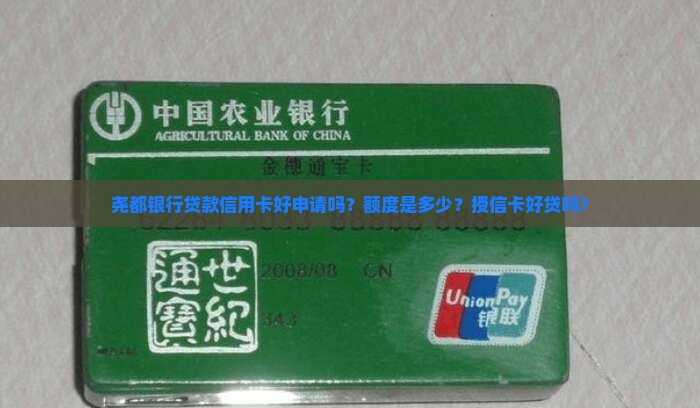 中国农业银行
AGRICULTURAL BANK OF CHINA
金穗通宝卡
尧都银行贷款信用卡好申请吗？额度是多少？授信卡好贷吗？
2008/08 CN
世纪
通寶
343
UnionPay
银联